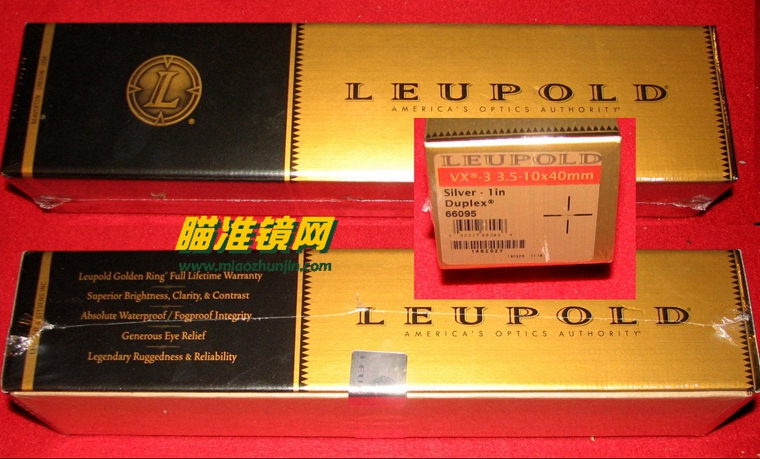 LEUPOLD®
AMERICA'S OPTICS AUTHORITY®
L
®
LEUPOLD
VX®-3 3.5-10x40mm
Silver - 1in
Duplex®
66095
瞄准镜网
www.miaozhunjin.com
Leupold Golden Ring® Full Lifetime Warranty
Superior Brightness, Clarity, & Contrast
Absolute Waterproof / Fogproof Integrity
Generous Eye Relief
Legendary Ruggedness & Reliability
LEUPOLD®
AMERICA'S OPTICS AUTHORITY®